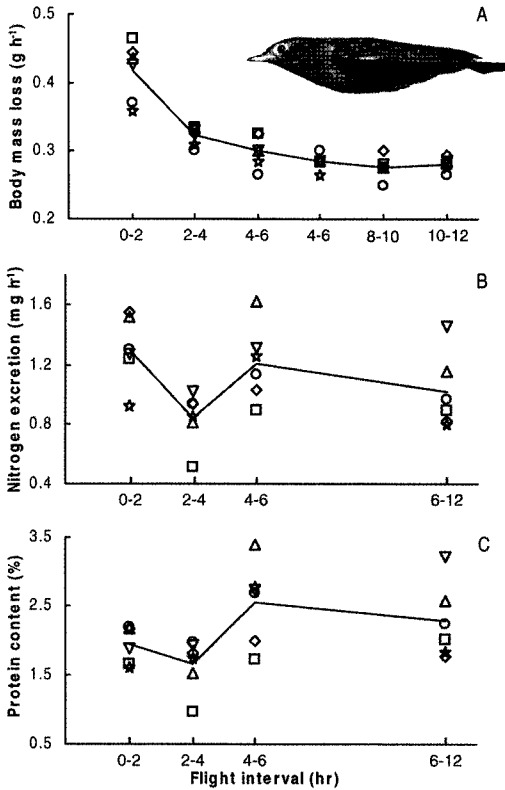 A
Body mass loss (g h¹)
0.5
0.4
0.3
0.2
0-2 2-4 4-6 4-6 8-10 10-12
B
Nitrogen excretion (mg h¹)
1.6
1.2
0.8
0.4
0-2 2-4 4-6 6-12
C
Protein content (%)
3.5
2.5
1.5
0.5
0-2 2-4 4-6 6-12
Flight interval (hr)